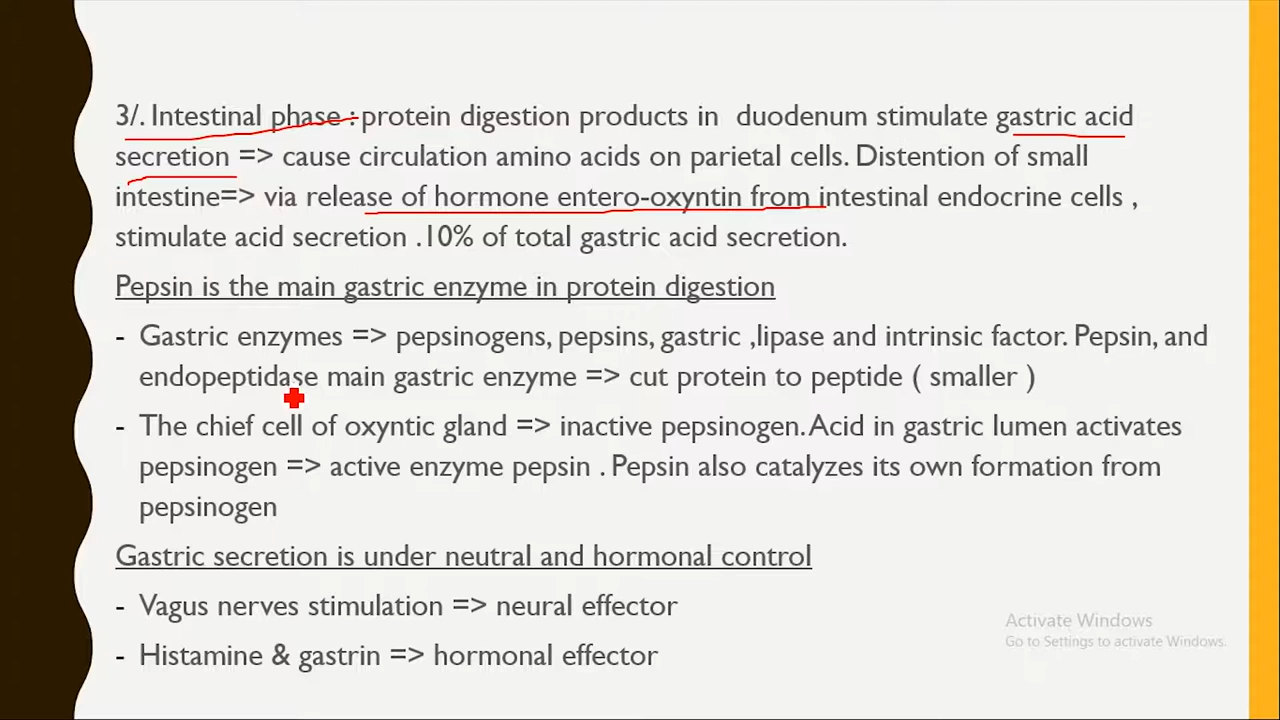 3/. Intestinal phase : protein digestion products in duodenum stimulate gastric acid
secretion => cause circulation amino acids on parietal cells. Distention of small
intestine=> via release of hormone entero-oxyntin from intestinal endocrine cells ,
stimulate acid secretion .10% of total gastric acid secretion.
Pepsin is the main gastric enzyme in protein digestion
- Gastric enzymes => pepsinogens, pepsins, gastric ,lipase and intrinsic factor. Pepsin, and
endopeptidase main gastric enzyme => cut protein to peptide ( smaller )
- The chief cell of oxyntic gland => inactive pepsinogen. Acid in gastric lumen activates
pepsinogen => active enzyme pepsin . Pepsin also catalyzes its own formation from
pepsinogen
Gastric secretion is under neutral and hormonal control
- Vagus nerves stimulation => neural effector
- Histamine & gastrin => hormonal effector
Activate Windows
Go to Settings to activate Windows.